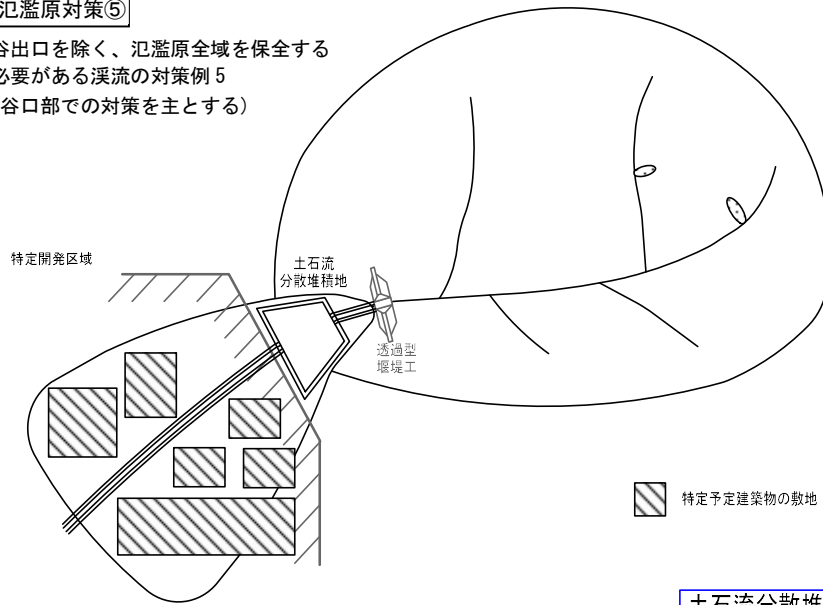 氾濫原対策⑤
谷出口を除く、氾濫原全域を保全する
必要がある渓流の対策例５
谷口部での対策を主とする）
特定開発区域
土石流
分散堆積地
透過型
堰堤工
特定予定建築物の敷地
土石流分散堆